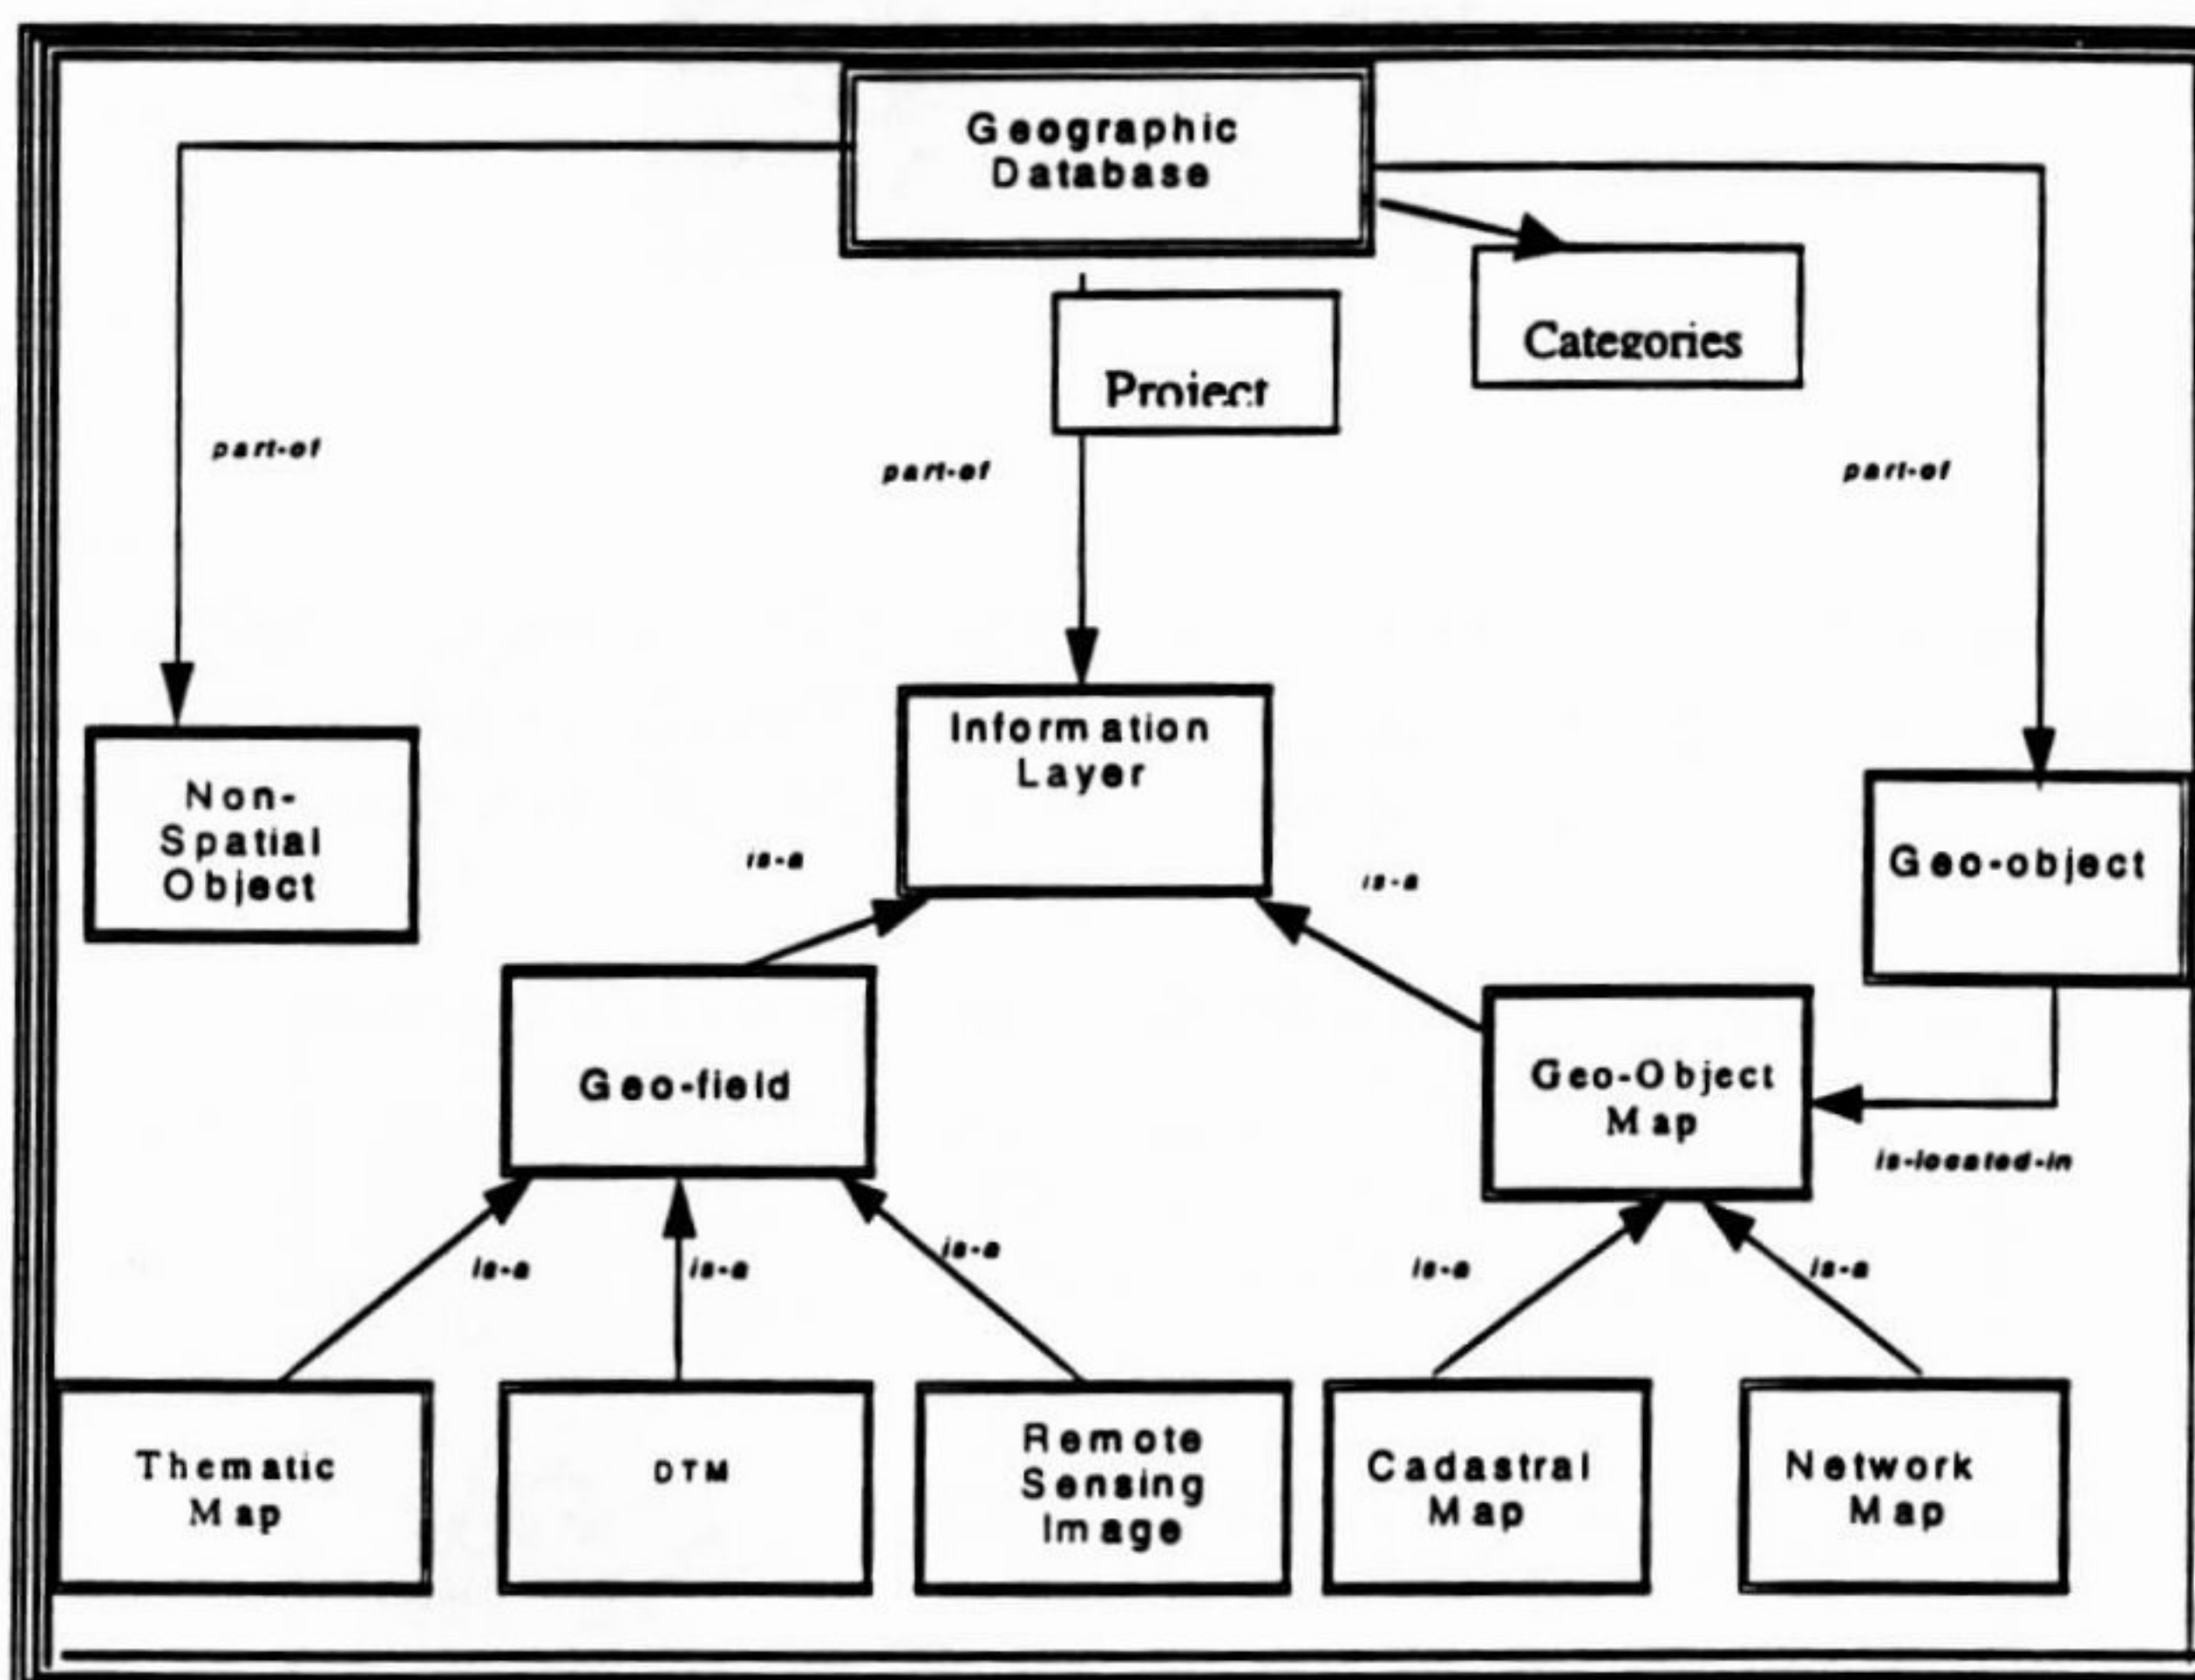 Geographic
Database
Categories
Project
part-of
part-of
part-of
Information
Layer
Non-
Spatial
Object
Geo-object
is-a
is-a
Geo-field
Geo-Object
Map
is-located-in
is-a
is-a
is-a
is-a
is-a
Thematic
Map
DTM
Remote
Sensing
Image
Cadastral
Map
Network
Map